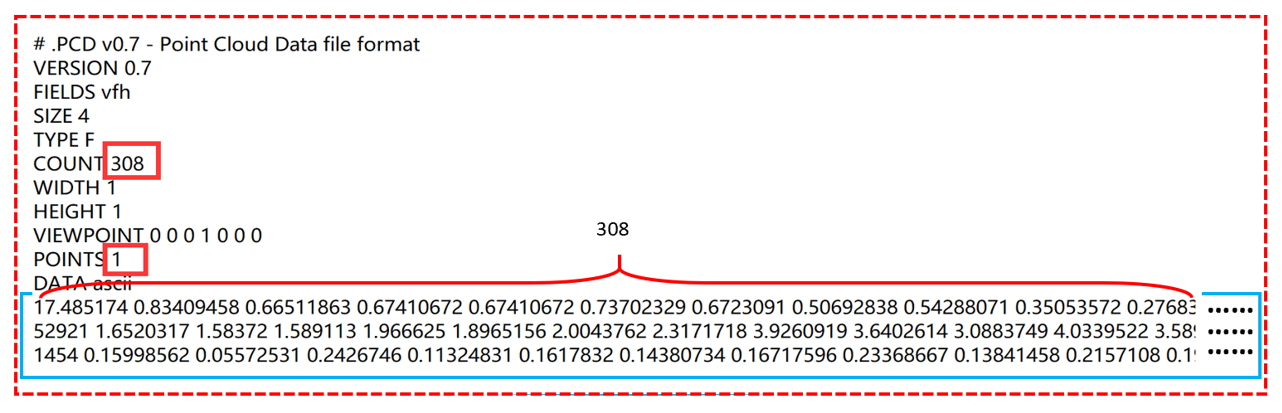 # .PCD v0.7 - Point Cloud Data file format
VERSION 0.7
FIELDS vfh
SIZE 4
TYPE F
COUNT 308
WIDTH 1
HEIGHT 1
VIEWPOINT 0 0 0 1 0 0 0
308
POINTS 1
DATA ascii
17.485174 0.83409458 0.66511863 0.67410672 0.67410672 0.73702329 0.6723091 0.50692838 0.54288071 0.35053572 0.27683 ······
52921 1.6520317 1.58372 1.589113 1.966625 1.8965156 2.0043762 2.3171718 3.9260919 3.6402614 3.0883749 4.0339522 3.589 ······
1454 0.15998562 0.05572531 0.2426746 0.11324831 0.1617832 0.14380734 0.16717596 0.23368667 0.13841458 0.2157108 0.19 ······